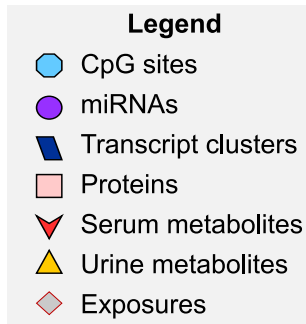 Legend
CpG sites
miRNAs
Transcript clusters
Proteins
Serum metabolites
Urine metabolites
Exposures